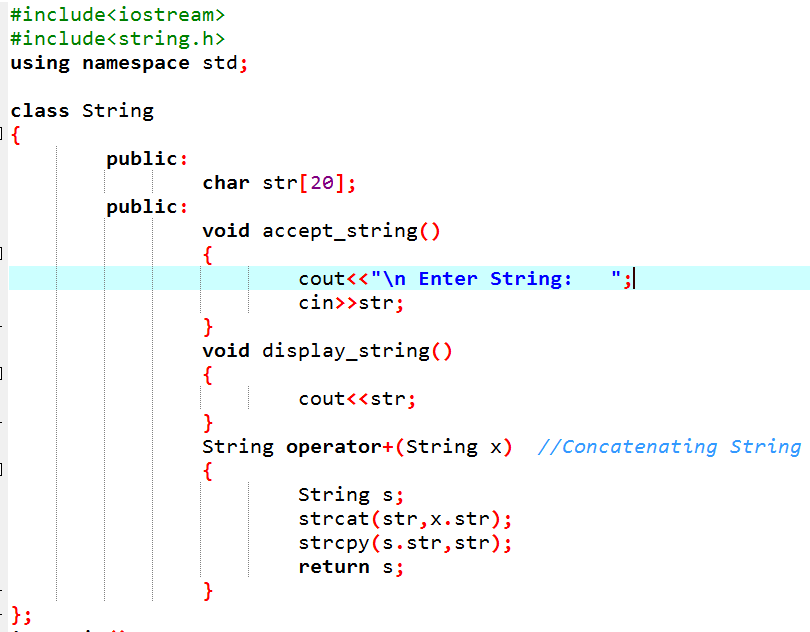 #include<iostream>
#include<string.h>
using namespace std;
class String
{
public:
char str[20];
public:
void accept_string()
{
cout<<"\n Enter String:   ";
cin>>str;
}
void display_string()
{
cout<<str;
}
String operator+(String x)  //Concatenating String
{
String s;
strcat(str,x.str);
strcpy(s.str,str);
return s;
}
};